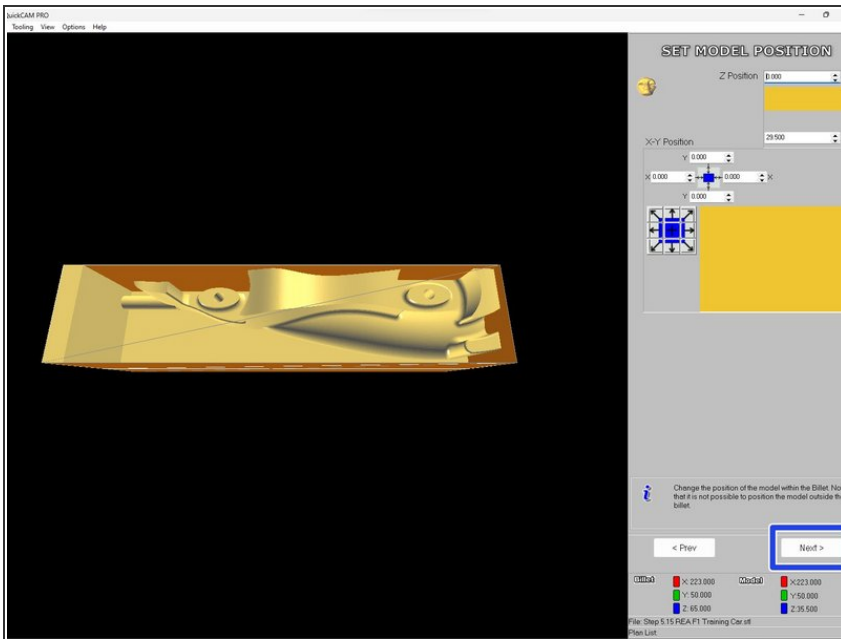 QuickCAM PRO
Tooling View Options Help
SET MODEL POSITION
Z Position 0.000
29.500
X-Y Position
Y 0.000
X 0.000 0.000 X
Y 0.000
Change the position of the model within the Billet. No
that it is not possible to position the model outside th
billet.
< Prev Next >
Billet X: 223.000 Model X:223.000
Y: 50.000 Y:50.000
Z: 65.000 Z:35.500
File: Step 5.15 REA F1 Training Car.stl
Plan List